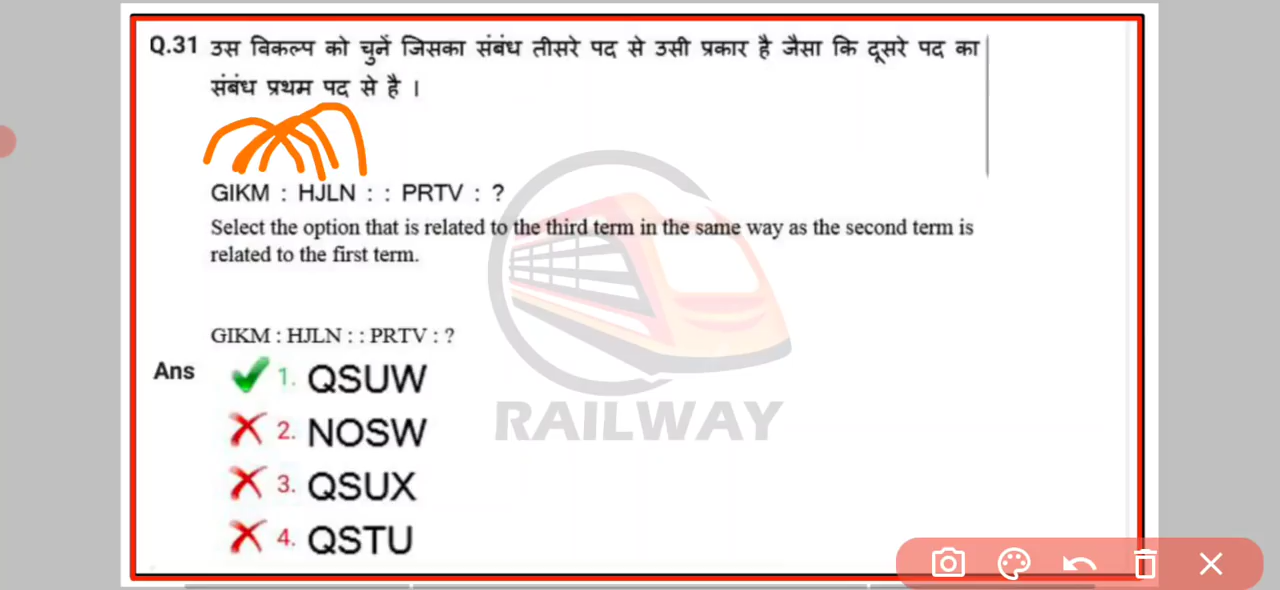 Q.31 उस विकल्प को चुनें जिसका संबंध तीसरे पद से उसी प्रकार है जैसा कि दूसरे पद का
संबंध प्रथम पद से है ।
GIKM : HJLN : : PRTV : ?
Select the option that is related to the third term in the same way as the second term is
related to the first term.
GIKM : HJLN : : PRTV : ?
Ans 1. QSUW
2. NOSW
3. QSUX
4. QSTU
RAILWAY